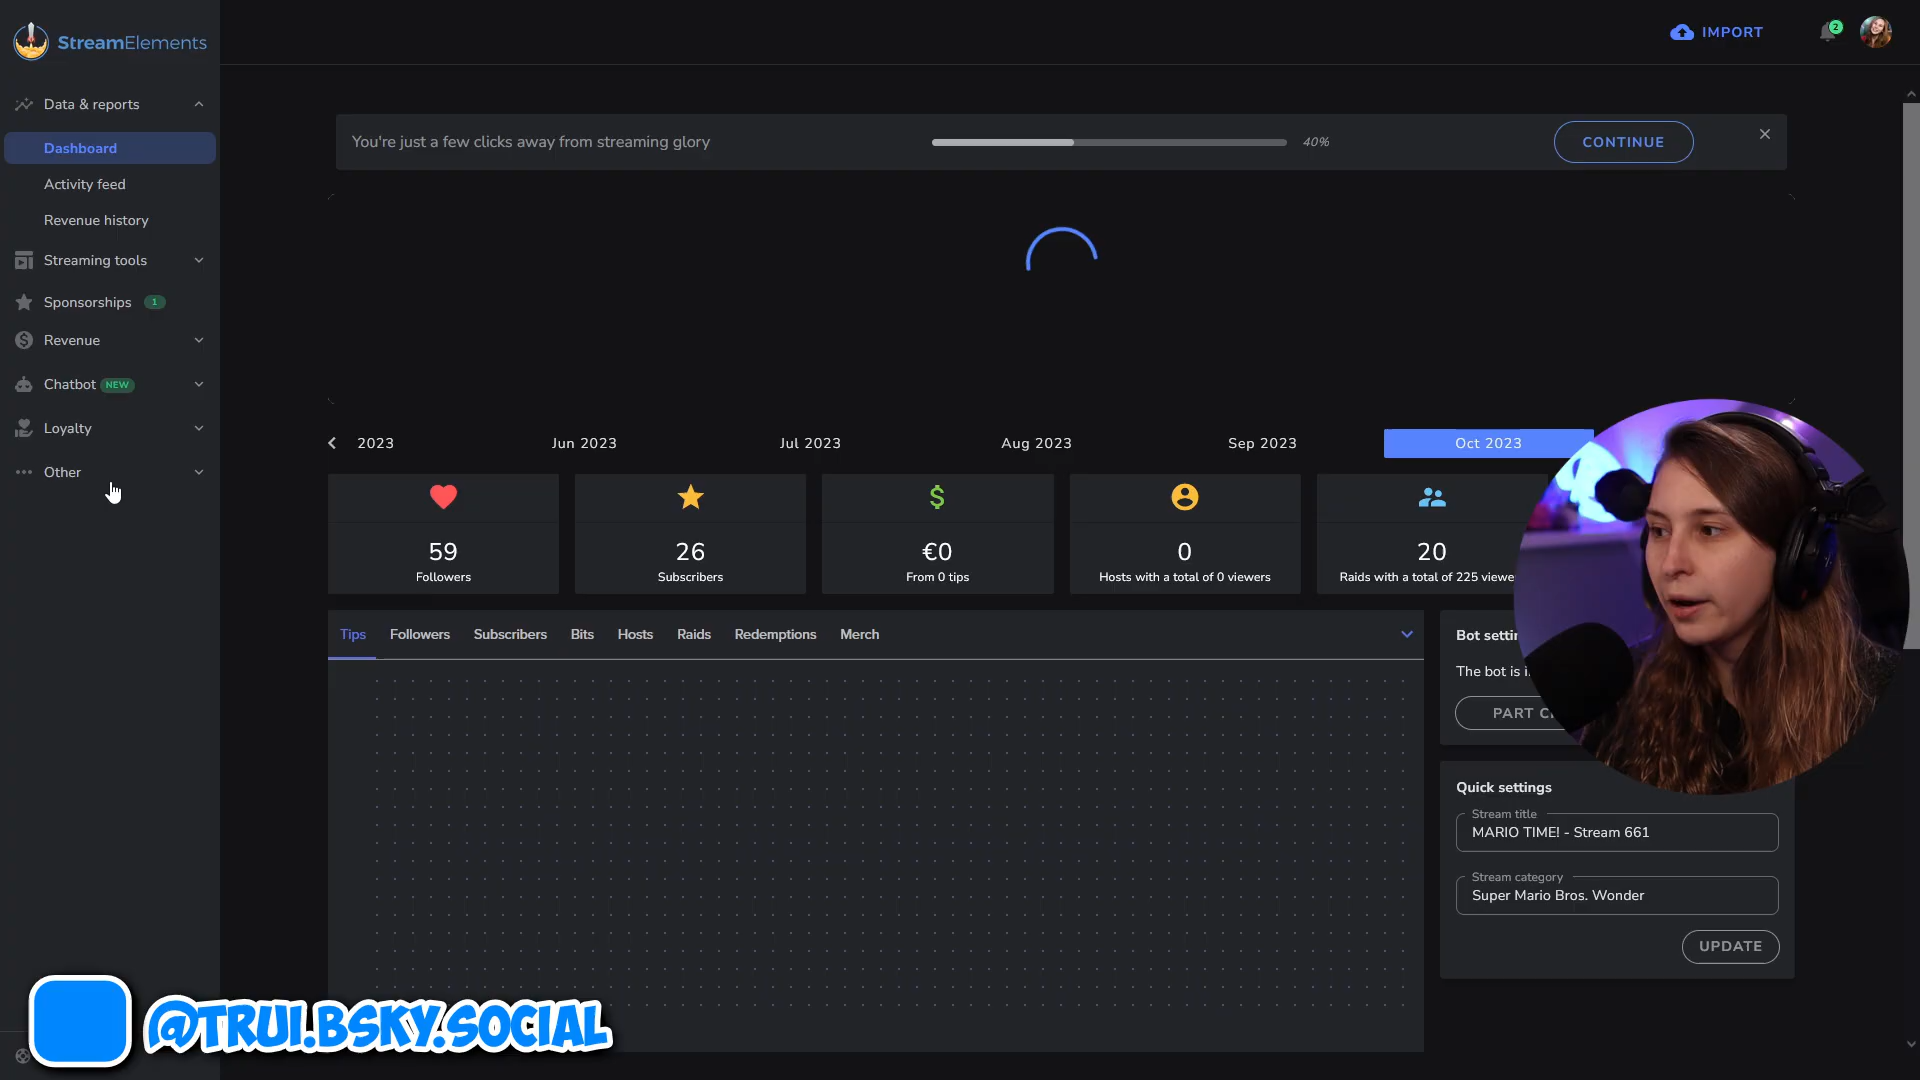 StreamElements
IMPORT
2
Data & reports
Dashboard
Activity feed
Revenue history
Streaming tools
Sponsorships 1
Revenue
Chatbot NEW
Loyalty
Other
You're just a few clicks away from streaming glory
40%
CONTINUE
2023 Jun 2023 Jul 2023 Aug 2023 Sep 2023 Oct 2023
59
Followers
26
Subscribers
€0
From 0 tips
0
Hosts with a total of 0 viewers
20
Raids with a total of 225
Tips Followers Subscribers Bits Hosts Raids Redemptions Merch
Bot
The bot is
PART
Quick settings
Stream title
MARIO TIME! - Stream 661
Stream category
Super Mario Bros. Wonder
UPDATE
@TRUI.BSKY.SOCIAL